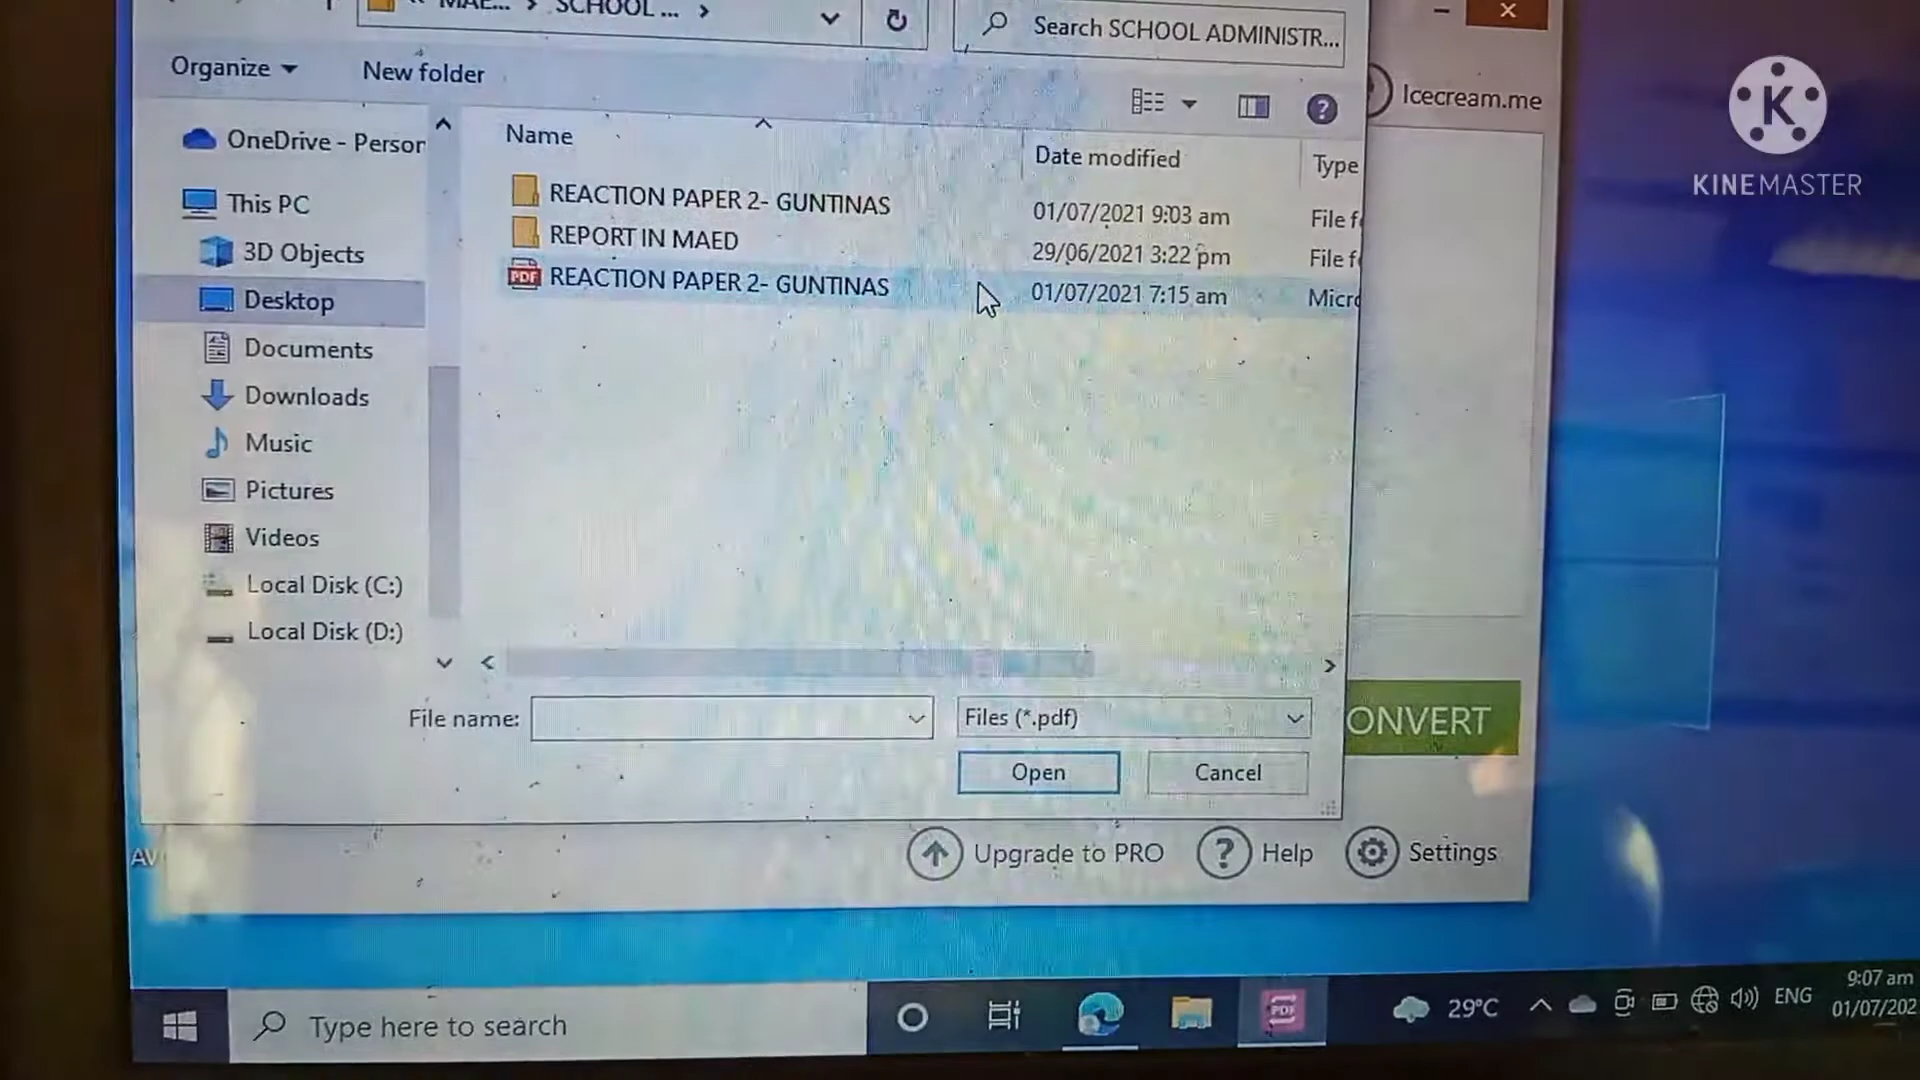 SCHOOL ...
Search SCHOOL ADMINISTR...
Organize
New folder
Icecream.me
KINEMASTER
Name
Date modified
Type
OneDrive - Person
This PC
3D Objects
Desktop
Documents
Downloads
Music
Pictures
Videos
Local Disk (C:)
Local Disk (D:)
REACTION PAPER 2- GUNTINAS 01/07/2021 9:03 am File f
REPORT IN MAED 29/06/2021 3:22 pm File f
PDF REACTION PAPER 2- GUNTINAS 01/07/2021 7:15 am Micro
File name:
Files (*.pdf)
ONVERT
Open
Cancel
AV
Upgrade to PRO
Help
Settings
Type here to search
PDF
29°C
ENG
9:07 am
01/07/202